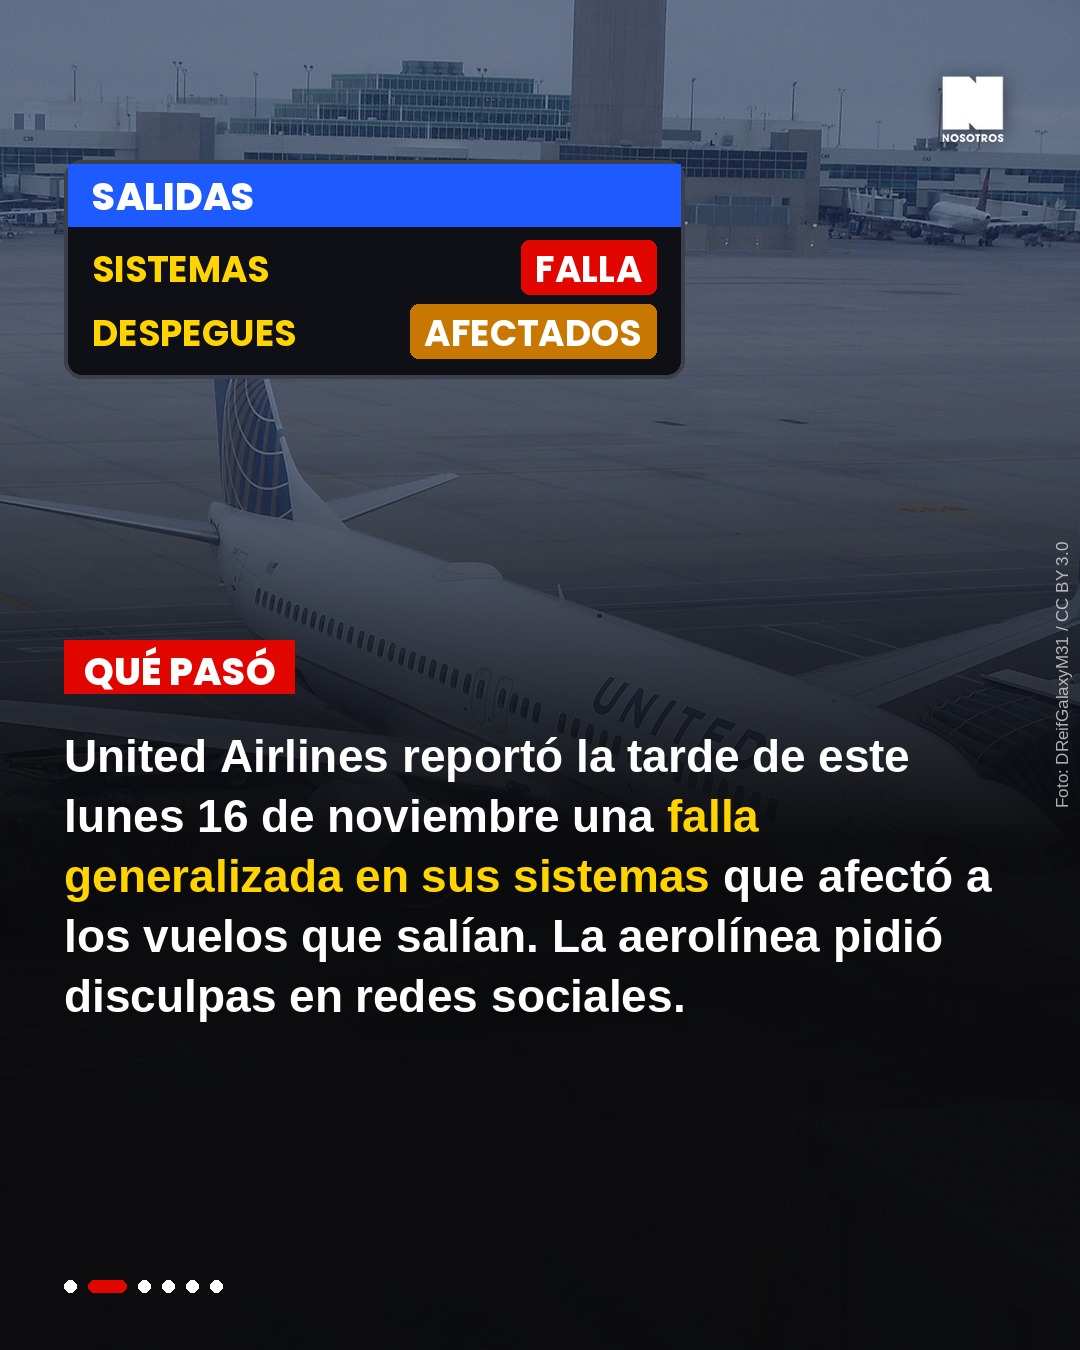 NOSOTROS
SALIDAS
SISTEMAS FALLA
DESPEGUES AFECTADOS
UNITED
QUÉ PASÓ
United Airlines reportó la tarde de este
lunes 16 de noviembre una falla
generalizada en sus sistemas que afectó a
los vuelos que salían. La aerolínea pidió
disculpas en redes sociales.
Foto: DReifGalaxyM31 / CC BY 3.0